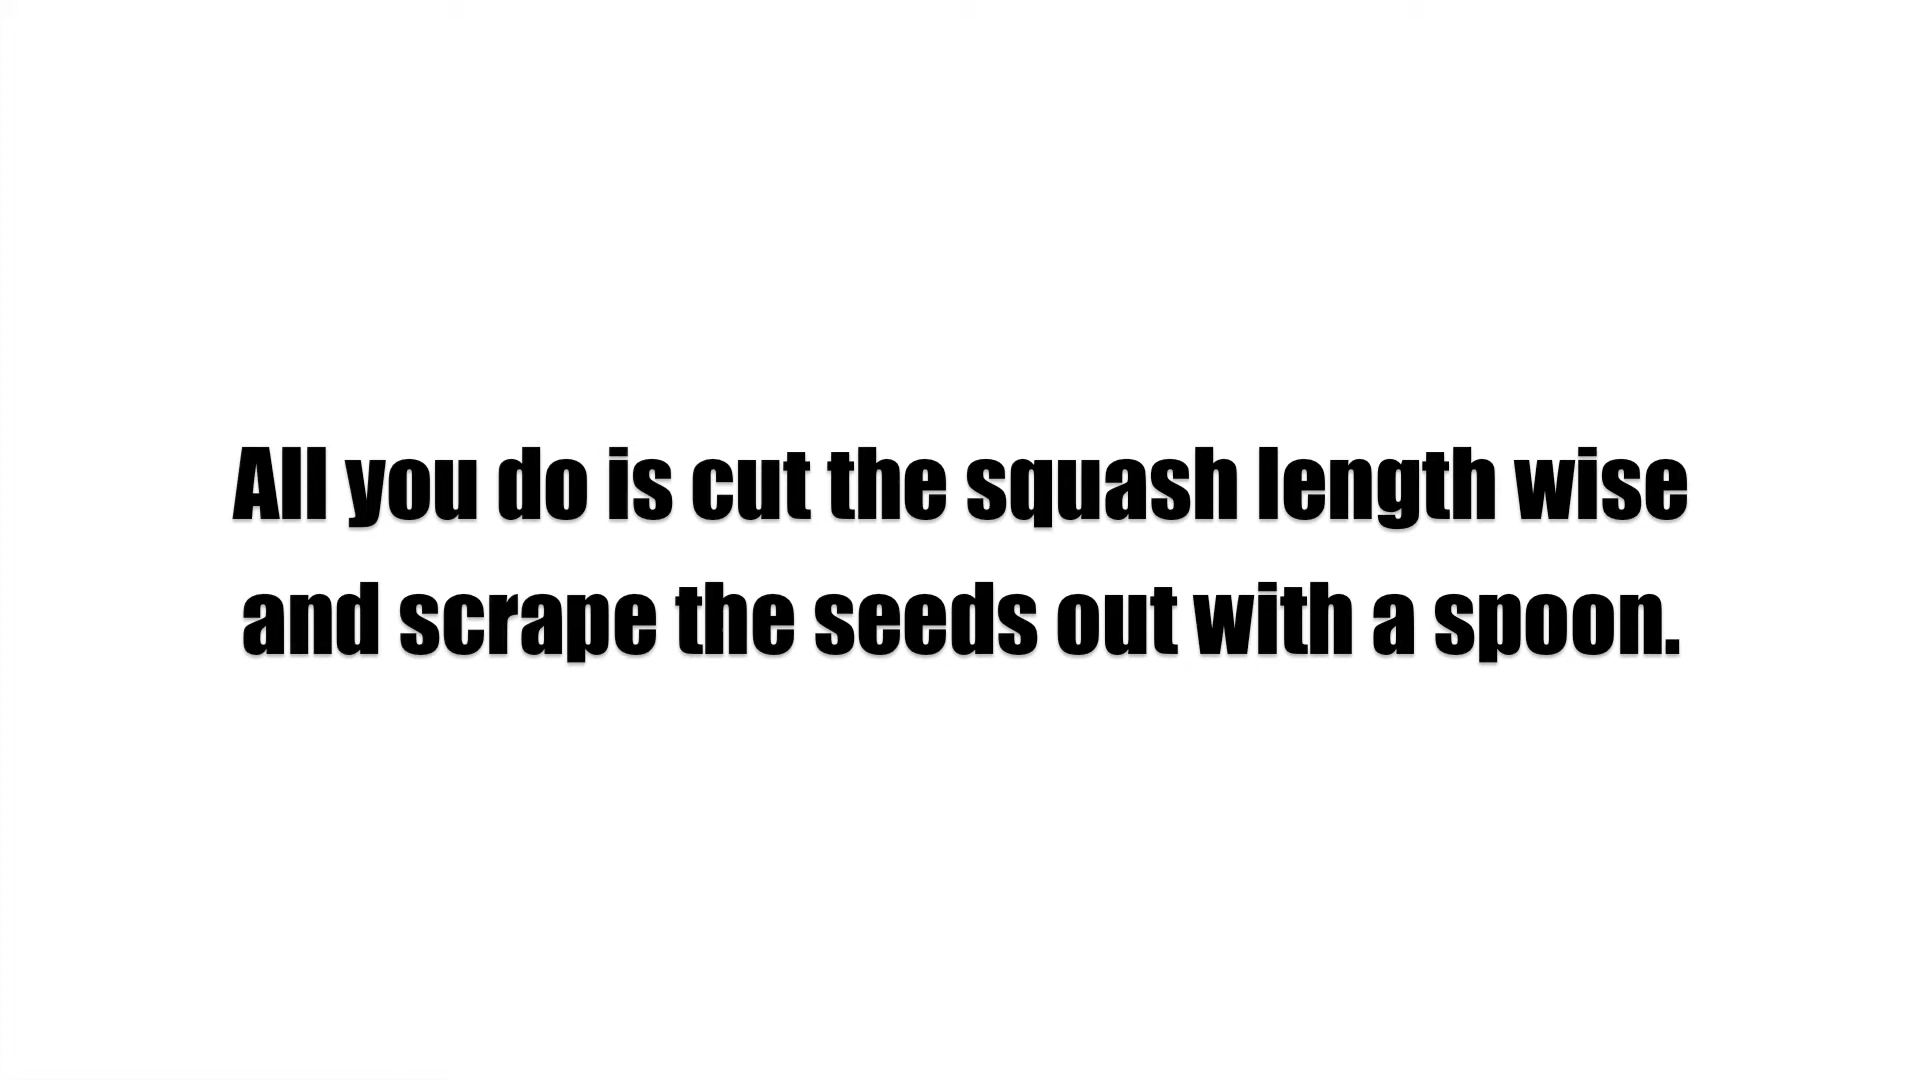 All you do is cut the squash length wise
and scrape the seeds out with a spoon.